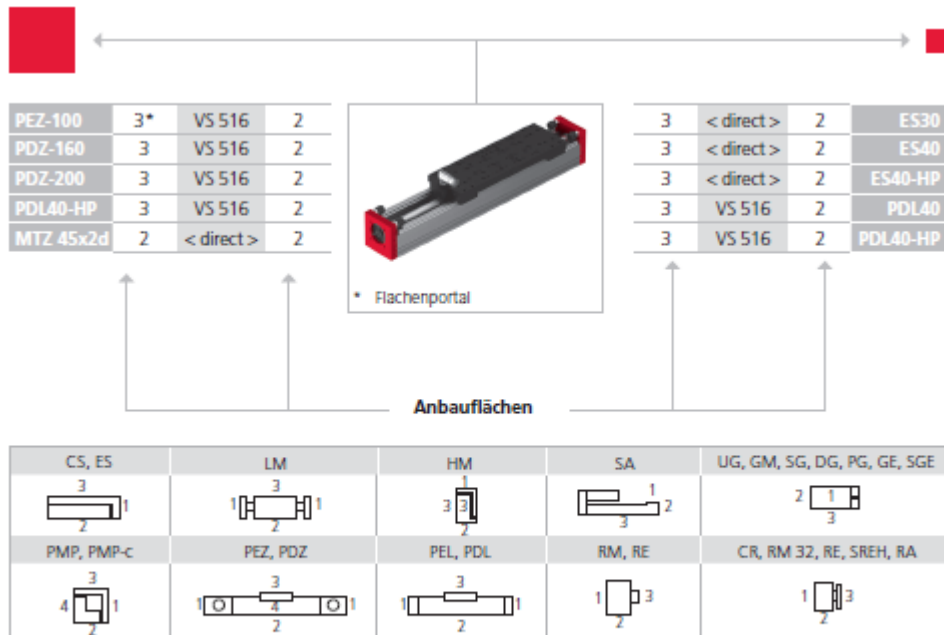 PEZ-100 3* VS 516 2 3 < direct > 2 ES30
PDZ-160 3 VS 516 2 3 < direct > 2 ES40
PDZ-200 3 VS 516 2 3 < direct > 2 ES40-HP
PDL40-HP 3 VS 516 2 3 VS 516 2 PDL40
MTZ 45x2d 2 < direct > 2 3 VS 516 2 PDL40-HP
* Flachenportal
Anbauflächen
CS, ES LM HM SA UG, GM, SG, DG, PG, GE, SGE
3 1 2
3 1 1 2
1 3 3 2
1 2 3
2 1 3
PMP, PMP-c PEZ, PDZ PEL, PDL RM, RE CR, RM 32, RE, SREH, RA
3 4 1 2
3 1 4 1 2
3 1 1 2
1 3 2
1 3 2